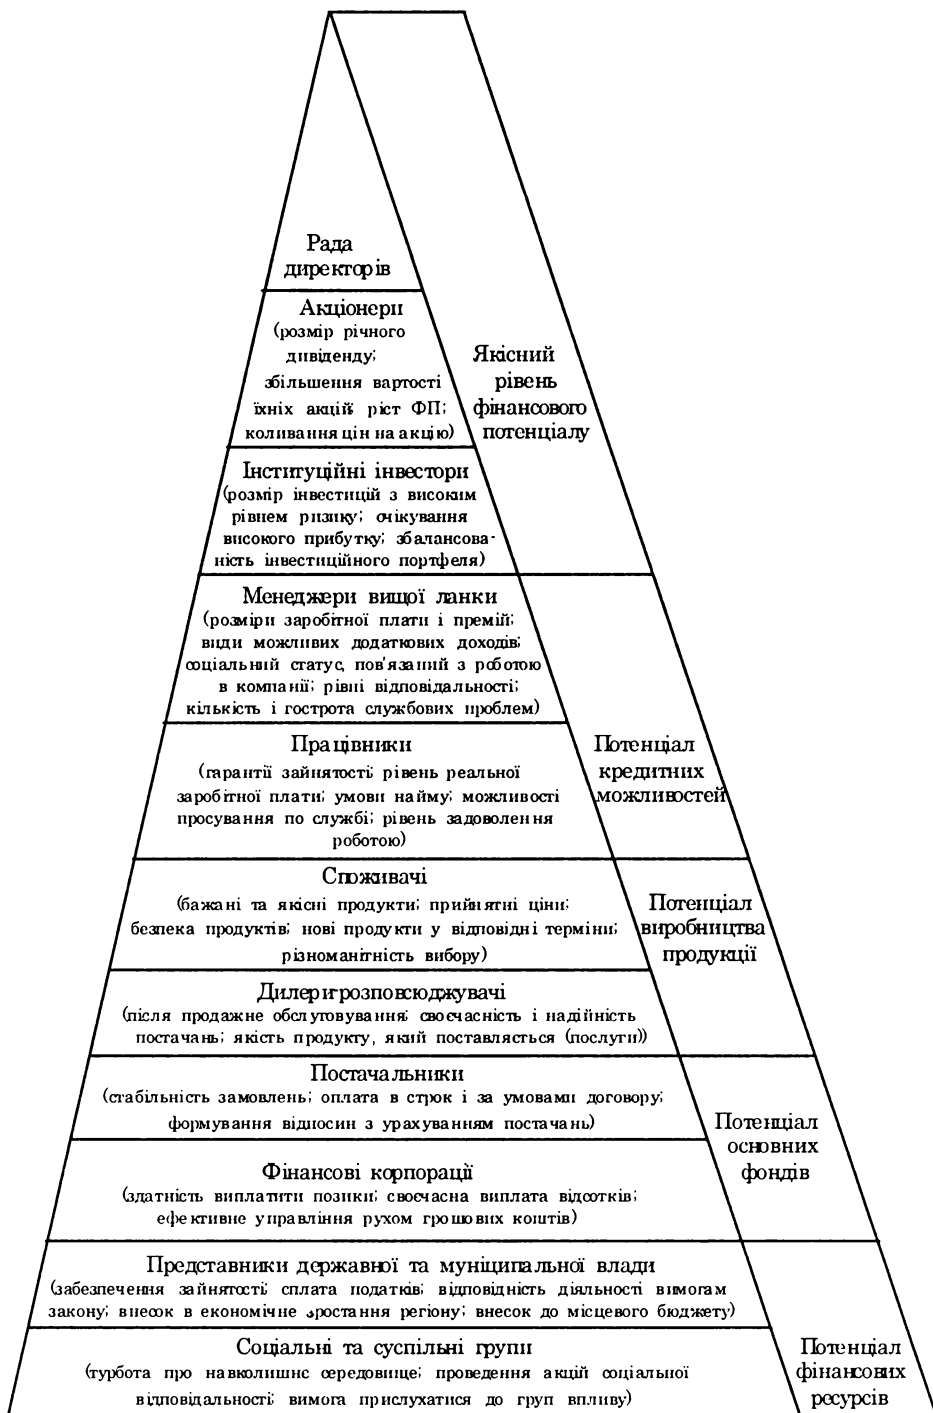 Рада
директорів
Акціонери
(розмір річного
дивіденду;
збільшення вартості
їхніх акцій; ріст ФП;
коливання цін на акцію)
Якісний
рівень
фінансового
потенціалу
Інституційні інвестори
(розмір інвестицій з високим
рівнем ризику; очікування
високого прибутку; збалансова-
ність інвестиційного портфеля)
Менеджери вищої ланки
(розміри заробітної плати і премій;
види можливих додаткових доходів;
соціальний статус, пов'язаний з роботою
в компанії; рівні відповідальності;
кількість і гострота службових проблем)
Працівники
(гарантії зайнятості; рівень реальної
заробітної плати; умови найму; можливості
просування по службі; рівень задоволення
роботою)
Потенціал
кредитних
можливостей
Споживачі
(бажані та якісні продукти; прийнятні ціни;
безпека продуктів; нові продукти у відповідні терміни;
різноманітність вибору)
Потенціал
виробництва
продукції
Дилери-розповсюджувачі
(після продажне обслуговування; своєчасність і надійність
постачань; якість продукту, який поставляється (послуги))
Постачальники
(стабільність замовлень; оплата в строк і за умовами договору;
формування відносин з урахуванням постачань)
Потенціал
основних
фондів
Фінансові корпорації
(здатність виплатити позики; своєчасна виплата відсотків;
ефективне управління рухом грошових коштів)
Представники державної та муніципальної влади
(забезпечення зайнятості; сплата податків; відповідність діяльності вимогам
закону; внесок в економічне зростання регіону; внесок до місцевого бюджету)
Соціальні та суспільні групи
(турбота про навколишнє середовище; проведення акцій соціальної
відповідальності; вимога прислухатися до груп впливу)
Потенціал
фінансових
ресурсів